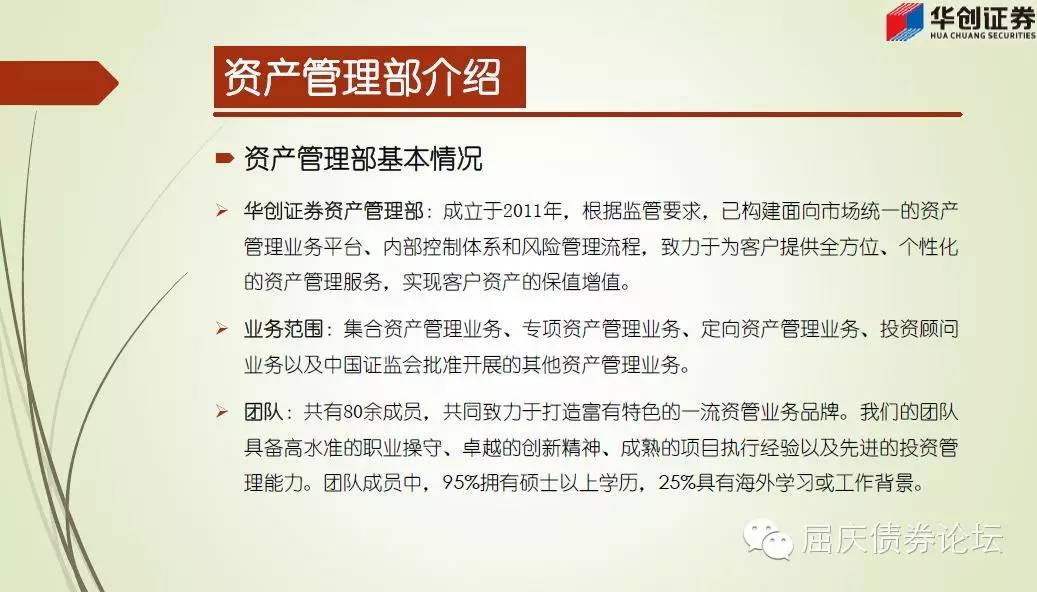 华创证券
HUA CHUANG SECURITIES
资产管理部介绍
资产管理部基本情况
华创证券资产管理部：成立于2011年，根据监管要求，已构建面向市场统一的资产
管理业务平台、内部控制体系和风险管理流程，致力于为客户提供全方位、个性化
的资产管理服务，实现客户资产的保值增值。
业务范围：集合资产管理业务、专项资产管理业务、定向资产管理业务、投资顾问
业务以及中国证监会批准开展的其他资产管理业务。
团队：共有80余成员，共同致力于打造富有特色的一流资管业务品牌。我们的团队
具备高水准的职业操守、卓越的创新精神、成熟的项目执行经验以及先进的投资管
理能力。团队成员中，95%拥有硕士以上学历，25%具有海外学习或工作背景。
屈庆债券论坛